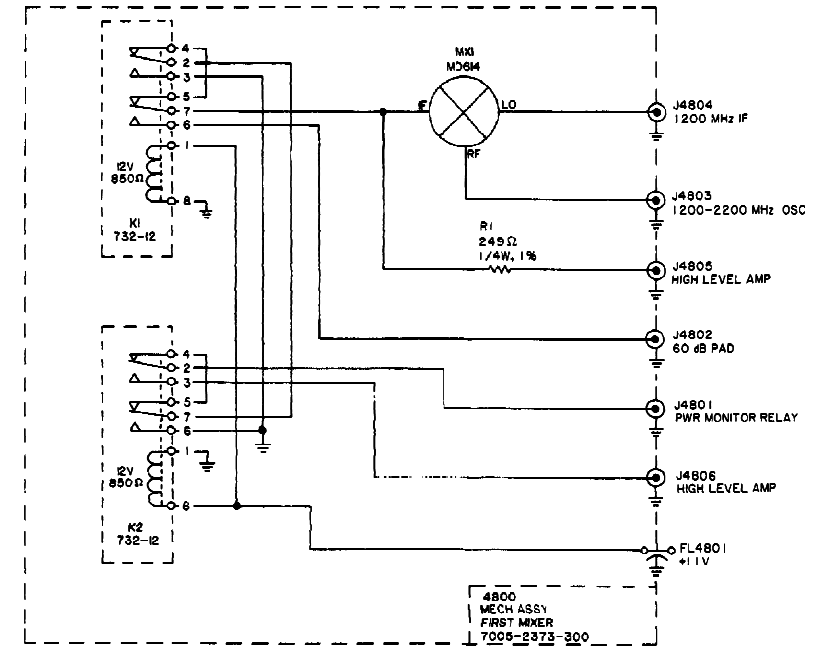 4
2
3
5
7
6
1
8
12V
850Ω
K1
732-12
MX1
MD614
IF
LO
RF
J4804
1200 MHz IF
J4803
1200-2200 MHz OSC
R1
249Ω
1/4W, 1%
J4805
HIGH LEVEL AMP
J4802
60 dB PAD
4
2
3
5
7
6
1
8
12V
850Ω
K2
732-12
J4801
PWR MONITOR RELAY
J4806
HIGH LEVEL AMP
FL4801
+11V
4800
MECH ASSY
FIRST MIXER
7005-2373-300